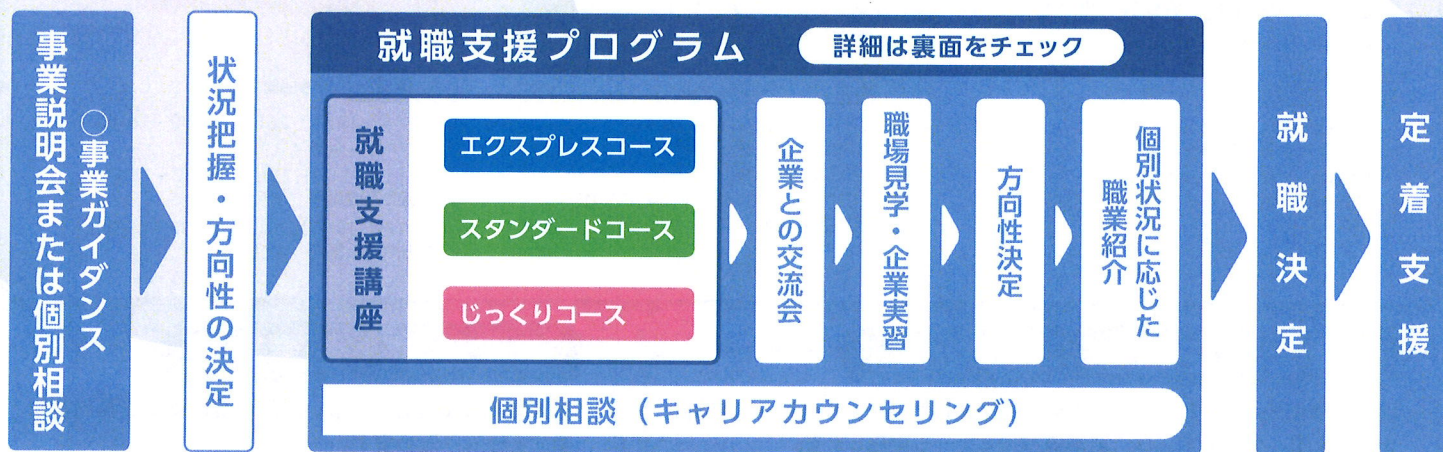 ○事業ガイダンス
事業説明会または個別相談
状況把握・方向性の決定
就職支援プログラム
詳細は裏面をチェック
就職支援講座
エクスプレスコース
スタンダードコース
じっくりコース
企業との交流会
職場見学・企業実習
方向性決定
個別状況に応じた
職業紹介
個別相談（キャリアカウンセリング）
就職決定
定着支援